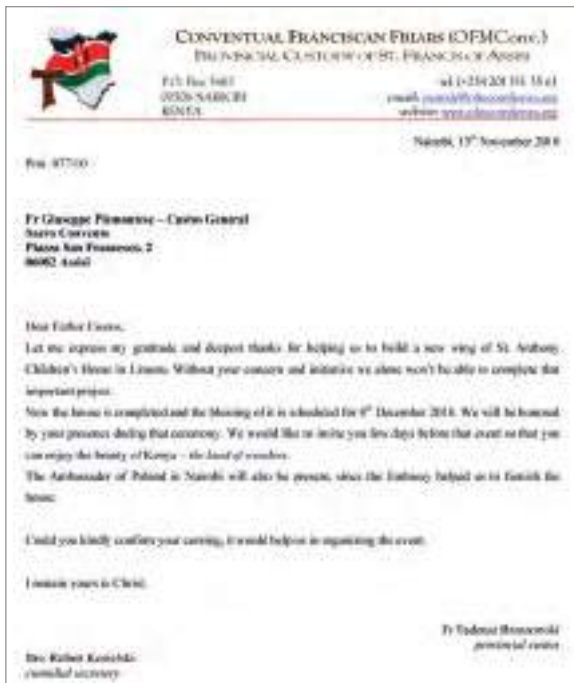 CONVENTUAL FRANCISCAN FRIARS (OFMConv.)
PROVINCIAL CUSTODY OF ST. FRANCIS OF ASSISI
P.O. Box
NAIROBI
KENYA
email:
website:
Nairobi, 15th November
Prot.
Fr Giuseppe Piemontese – Custos General
Sacro Convento
Piazza San Francesco, 2
06082 Assisi
Dear Father Custos,
Let me express my gratitude and deepest thanks for helping us to build a new wing of St. Anthony
Children's Home in Limuru. Without your concern and initiative we alone won't be able to complete that
important project.
Now the house is completed and the blessing of it is scheduled for December We will be honored
by your presence during that ceremony. We would like to invite you few days before that event so that you
can enjoy the beauty of Kenya – the land of wonders.
The Ambassador of Poland in Nairobi will also be present, since the Embassy helped us to furnish the
house.
Could you kindly confirm your coming, it would help us in organizing the event.
I remain yours in Christ,
Fr Tadeusz
provincial custos
Bro. Robert
custodial secretary